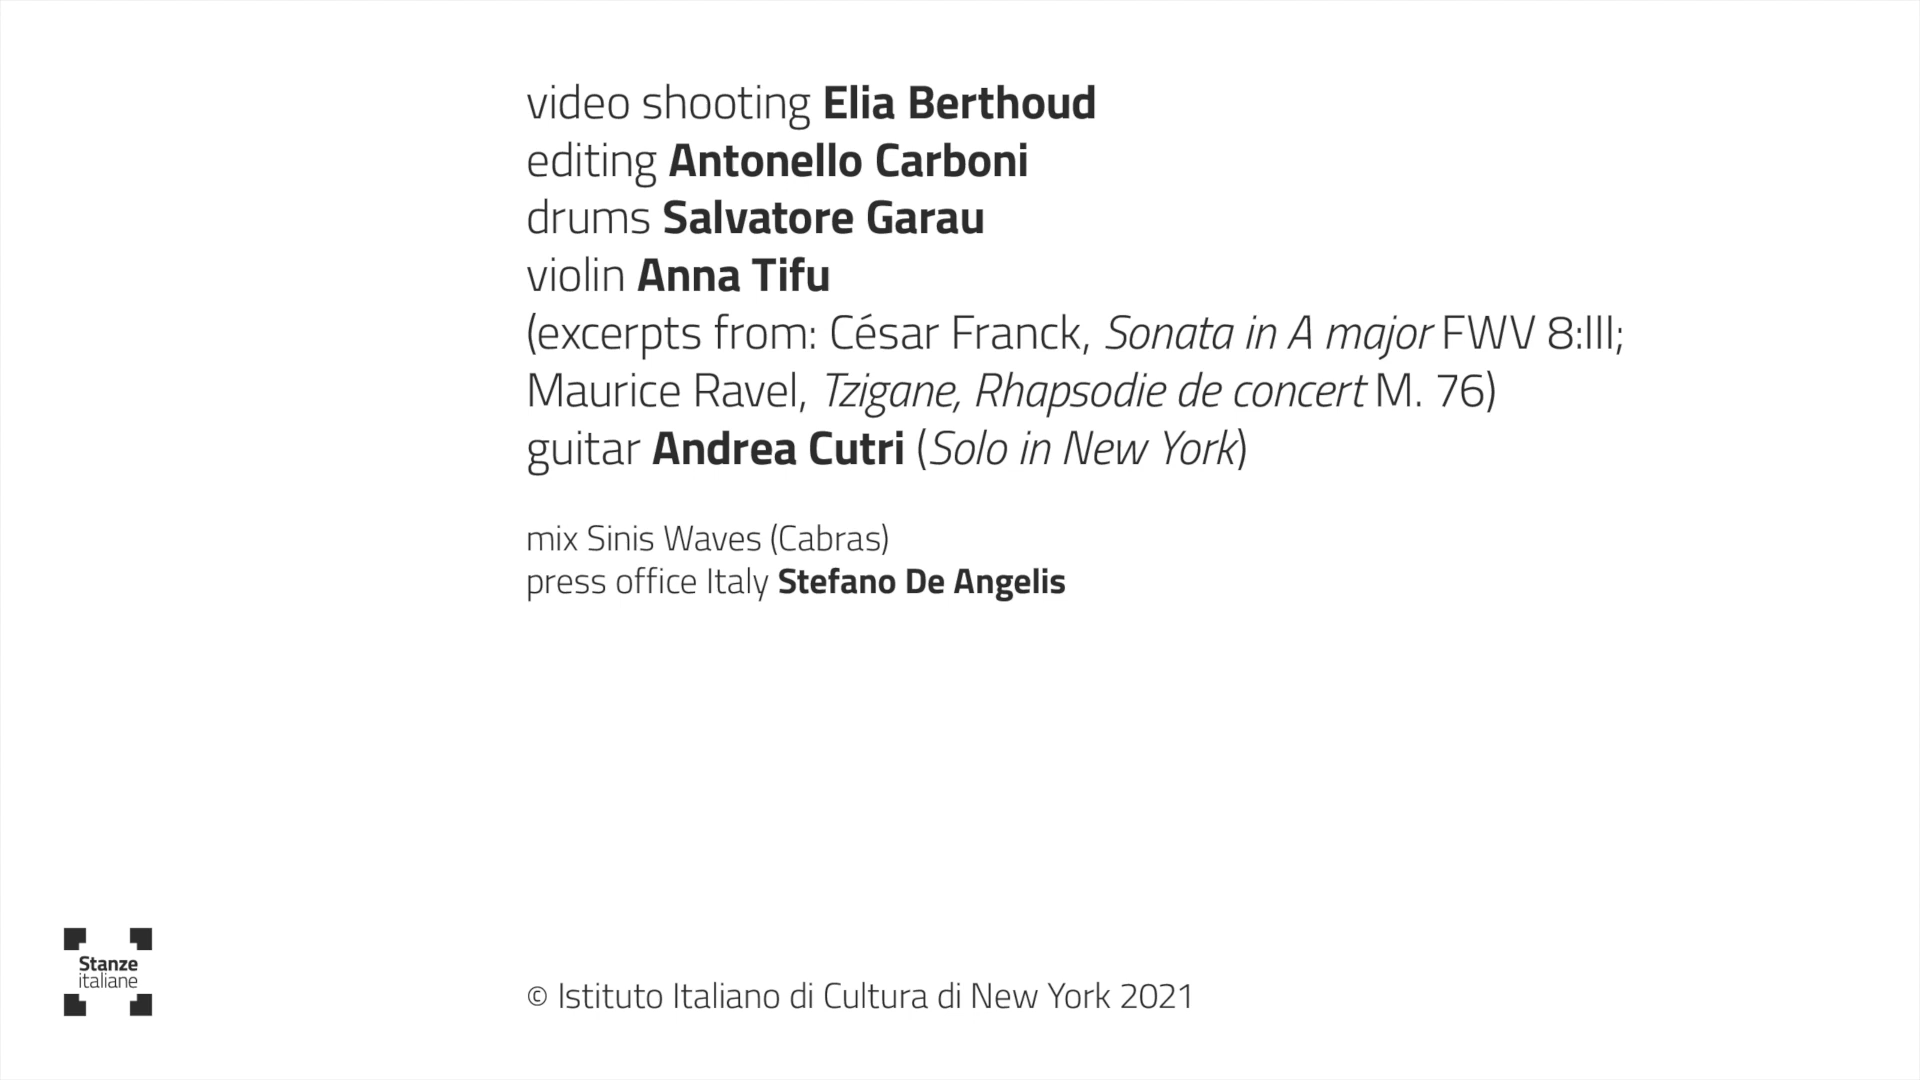 video shooting Elia Berthoud
editing Antonello Carboni
drums Salvatore Garau
violin Anna Tifu
(excerpts from: César Franck, Sonata in A major FWV 8:III;
Maurice Ravel, Tzigane, Rhapsodie de concert M. 76)
guitar Andrea Cutri (Solo in New York)
mix Sinis Waves (Cabras)
press office Italy Stefano De Angelis
Stanze
italiane
© Istituto Italiano di Cultura di New York 2021